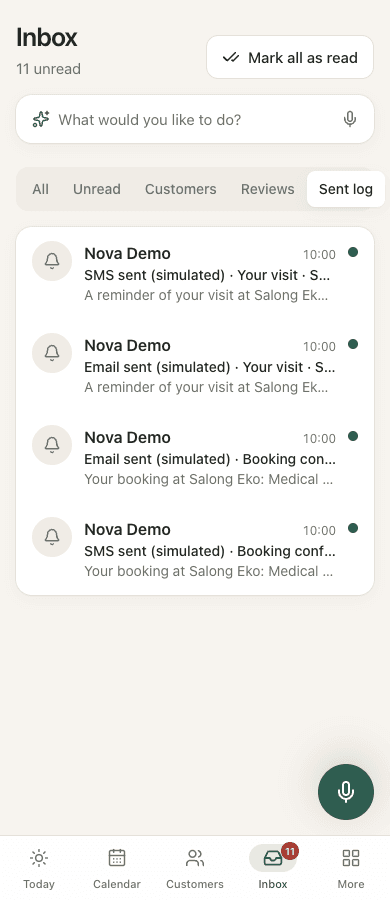 Inbox
11 unread
Mark all as read
What would you like to do?
All Unread Customers Reviews Sent log
Nova Demo 10:00
SMS sent (simulated) · Your visit · S...
A reminder of your visit at Salong Ek...
Nova Demo 10:00
Email sent (simulated) · Your visit · S...
A reminder of your visit at Salong Ek...
Nova Demo 10:00
Email sent (simulated) · Booking con...
Your booking at Salong Eko: Medical ...
Nova Demo 10:00
SMS sent (simulated) · Booking conf...
Your booking at Salong Eko: Medical ...
11
Today Calendar Customers Inbox More